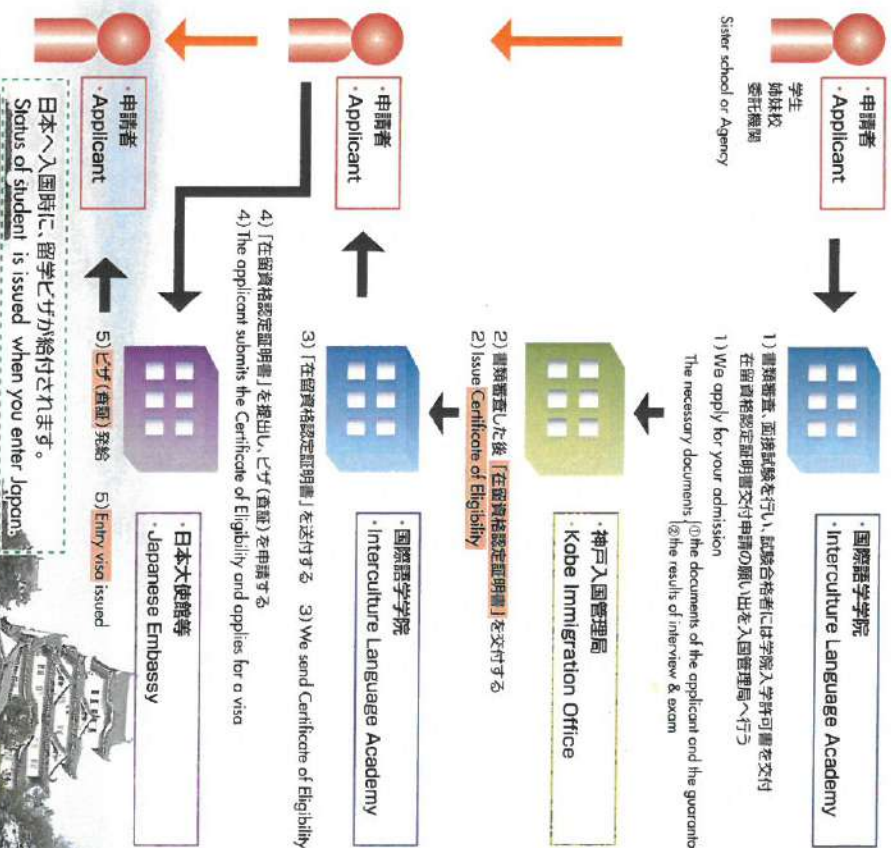 ・申請者
・Applicant
学生
姉妹校
委託機関
Sister school or Agency
・国際語学学院
・Interculture Language Academy
1）書類審査、面接試験を行い、試験合格者には学院入学許可書を交付
在留資格認定証明書交付申請の願い出を入国管理局へ行う
1）We apply for your admission
The necessary documents ①the documents of the applicant and the guaranto
②the results of interview & exam
・神戸入国管理局
・Kobe Immigration Office
2）書類審査した後「在留資格認定証明書」を交付する
2）Issue Certificate of Eligibility
・申請者
・Applicant
・国際語学学院
・Interculture Language Academy
3）「在留資格認定証明書」を送付する 3）We send Certificate of Eligibility
4）「在留資格認定証明書」を提出し、ビザ（査証）を申請する
4）The applicant submits the Certificate of Eligibility and applies for a visa
・申請者
・Applicant
・日本大使館等
・Japanese Embassy
5）ビザ（査証）発給 5）Entry visa issued
日本へ入国時に、留学ビザが給付されます。
Status of student is issued when you enter Japan.